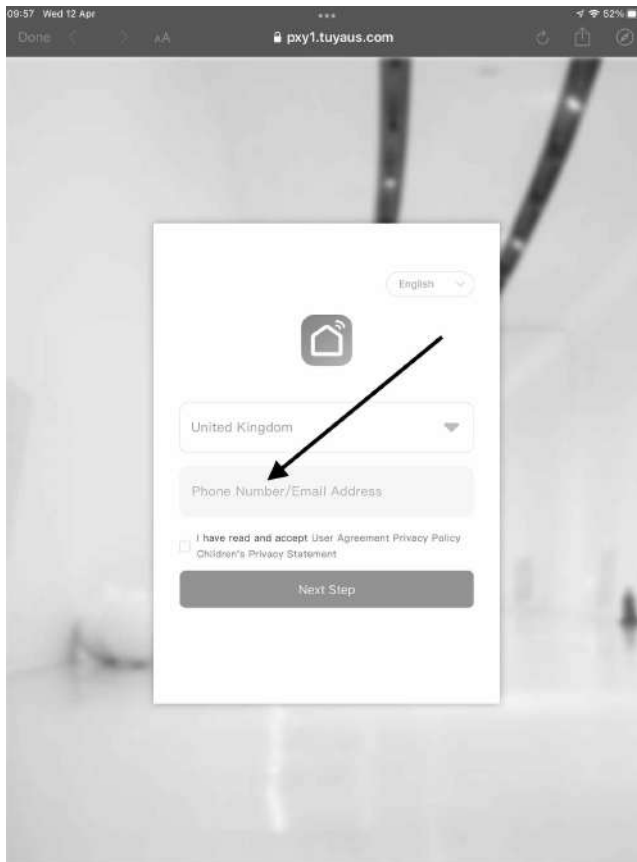 09:57 Wed 12 Apr
52%
Done
AA
pxy1.tuyaus.com
English
United Kingdom
Phone Number/Email Address
I have read and accept User Agreement Privacy Policy
Children's Privacy Statement
Next Step